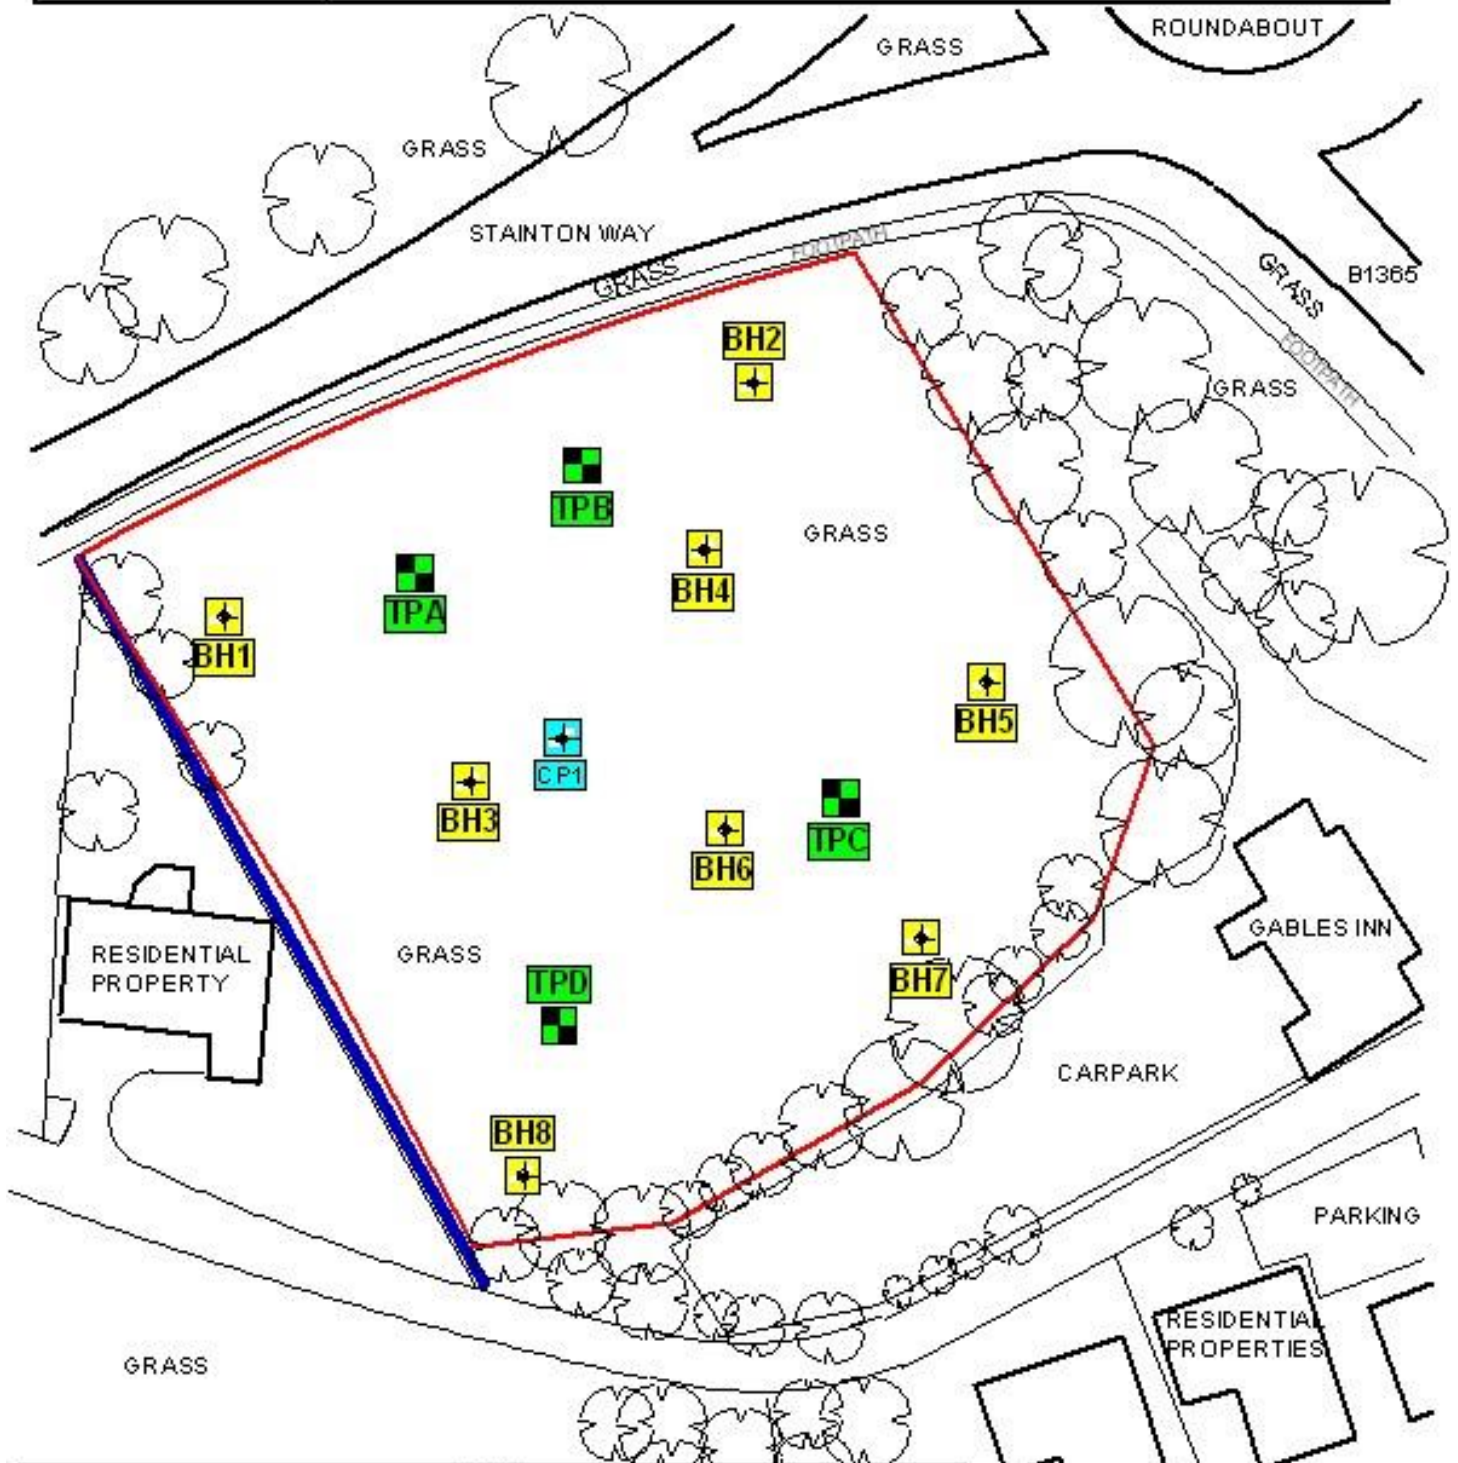 ROUNDABOUT
GRASS
GRASS
STAINTON WAY
FOOTPATH
GRASS
GRASS
B1365
BH2
FOOTPATH
GRASS
TPB
GRASS
BH4
TPA
BH1
BH5
CP1
BH3
TPC
BH6
GABLES INN
RESIDENTIAL
PROPERTY
GRASS
BH7
TPD
CARPARK
BH8
PARKING
RESIDENTIAL
PROPERTIES
GRASS